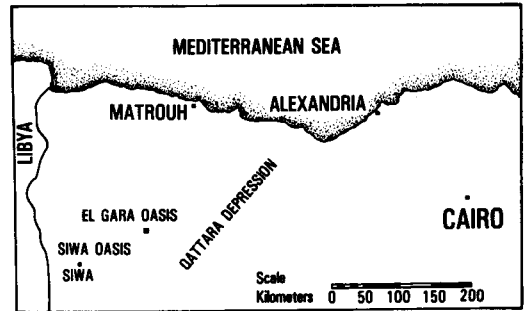 MEDITERRANEAN SEA
MATROUH
ALEXANDRIA
LIBYA
QATTARA DEPRESSION
CAIRO
EL GARA OASIS
SIWA OASIS
SIWA
Scale
Kilometers 0 50 100 150 200